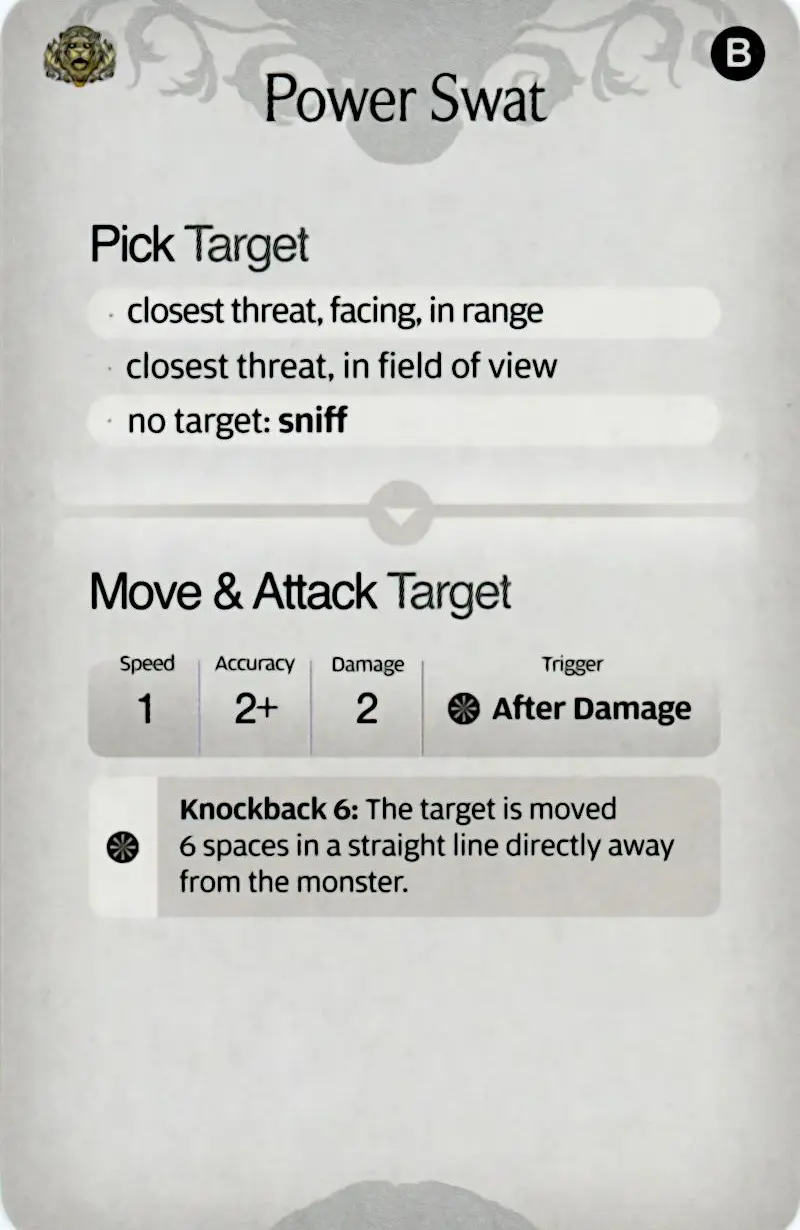 B
Power Swat
Pick Target
· closest threat, facing, in range
· closest threat, in field of view
· no target: sniff
Move & Attack Target
Speed Accuracy Damage Trigger
1 2+ 2 After Damage
Knockback 6: The target is moved
6 spaces in a straight line directly away
from the monster.